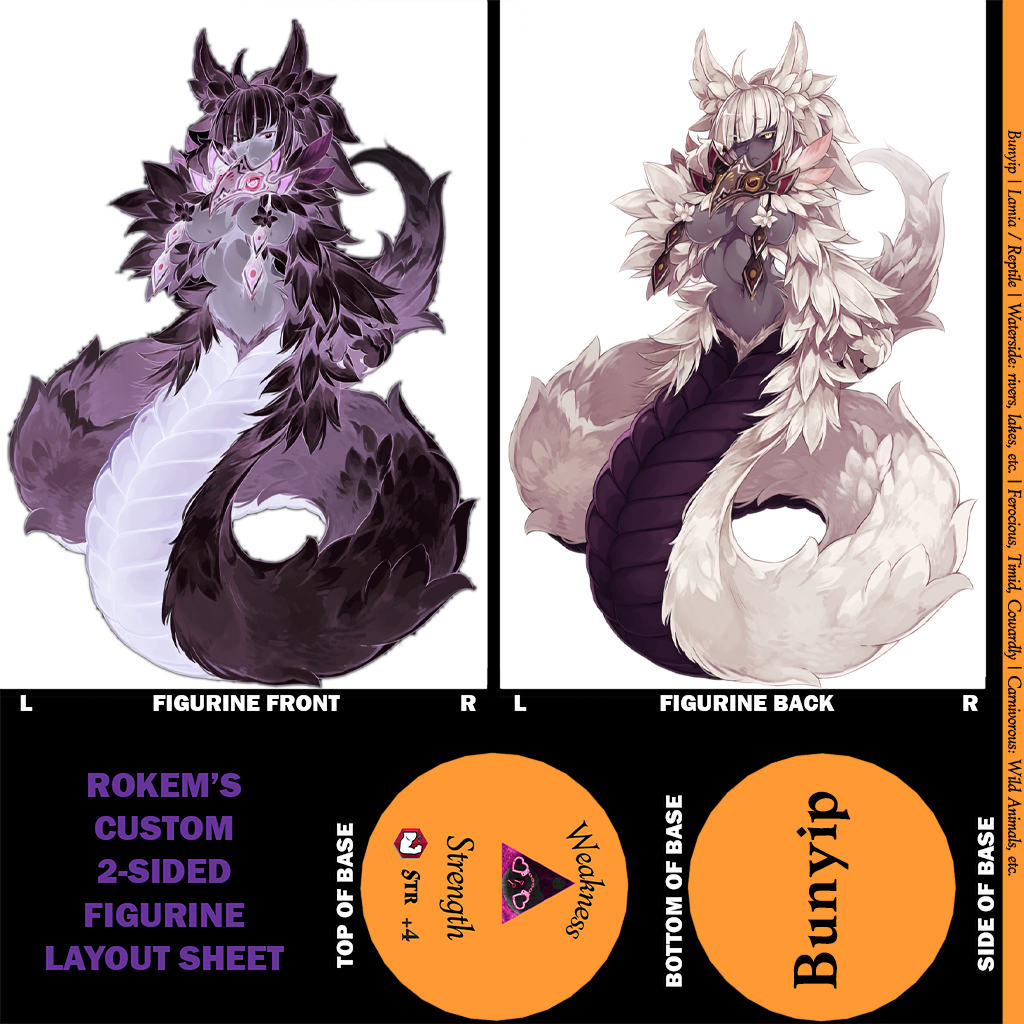 L FIGURINE FRONT R
L FIGURINE BACK R
ROKEM'S
CUSTOM
2-SIDED
FIGURINE
LAYOUT SHEET
TOP OF BASE
Weakness
Strength
STR +4
BOTTOM OF BASE
Bunyip
SIDE OF BASE
Bunyip | Lamia / Reptile | Waterside: rivers, lakes, etc. | Ferocious, Timid, Cowardly | Carnivorous: Wild Animals, etc.